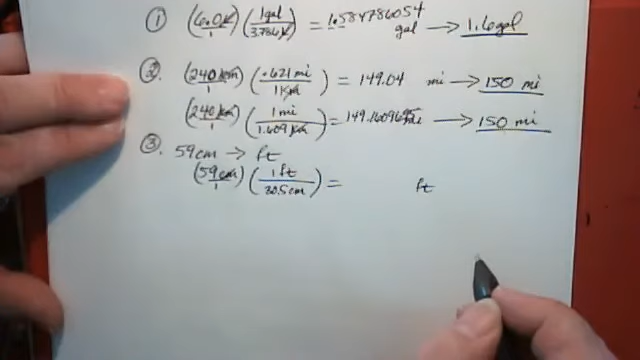 ① (6.0ℓ/1)(1gal/3.786ℓ) = 1.584786054 gal → 1.6gal
②. (240km/1)(.621mi/1km) = 149.04 mi → 150 mi
(240km/1)(1mi/1.609km) = 149.1609695 mi → 150 mi
③. 59cm → ft
(59cm/1)(1ft/30.5cm) = ft